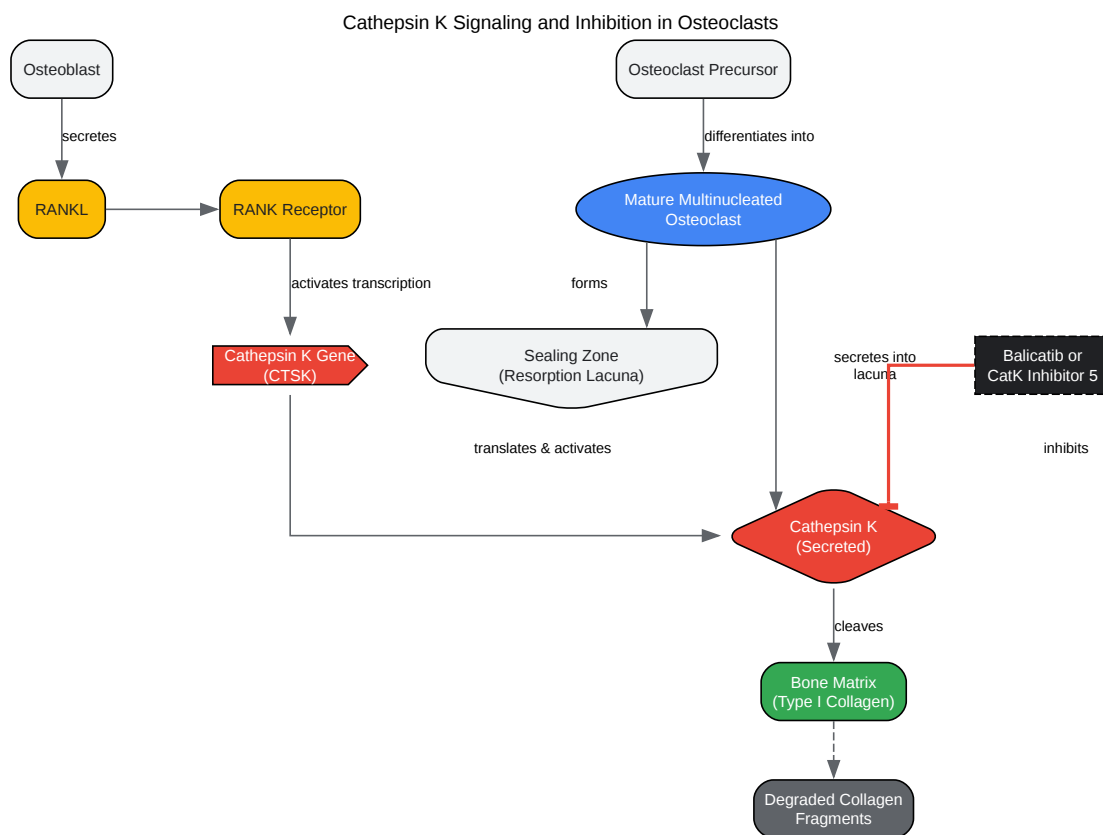 Cathepsin K Signaling and Inhibition in Osteoclasts
Osteoblast
Osteoclast Precursor
secretes
differentiates into
RANKL
RANK Receptor
Mature Multinucleated
Osteoclast
activates transcription
forms
Cathepsin K Gene
(CTSK)
Sealing Zone
(Resorption Lacuna)
secretes into
lacuna
Balicatib or
CatK Inhibitor 5
translates & activates
inhibits
Cathepsin K
(Secreted)
cleaves
Bone Matrix
(Type I Collagen)
Degraded Collagen
Fragments